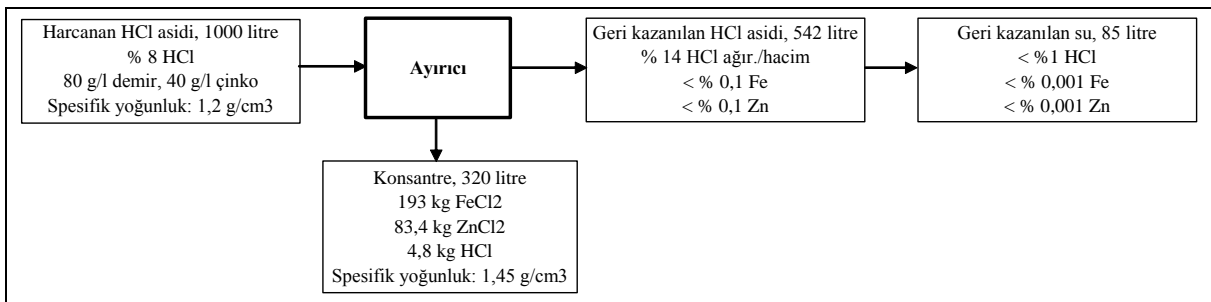 Harcanan HCl asidi, 1000 litre
% 8 HCl
80 g/l demir, 40 g/l çinko
Spesifik yoğunluk: 1,2 g/cm3
Ayırıcı
Geri kazanılan HCl asidi, 542 litre
% 14 HCl ağır./hacim
< % 0,1 Fe
< % 0,1 Zn
Geri kazanılan su, 85 litre
< %1 HCl
< % 0,001 Fe
< % 0,001 Zn
Konsantre, 320 litre
193 kg FeCl2
83,4 kg ZnCl2
4,8 kg HCl
Spesifik yoğunluk: 1,45 g/cm3